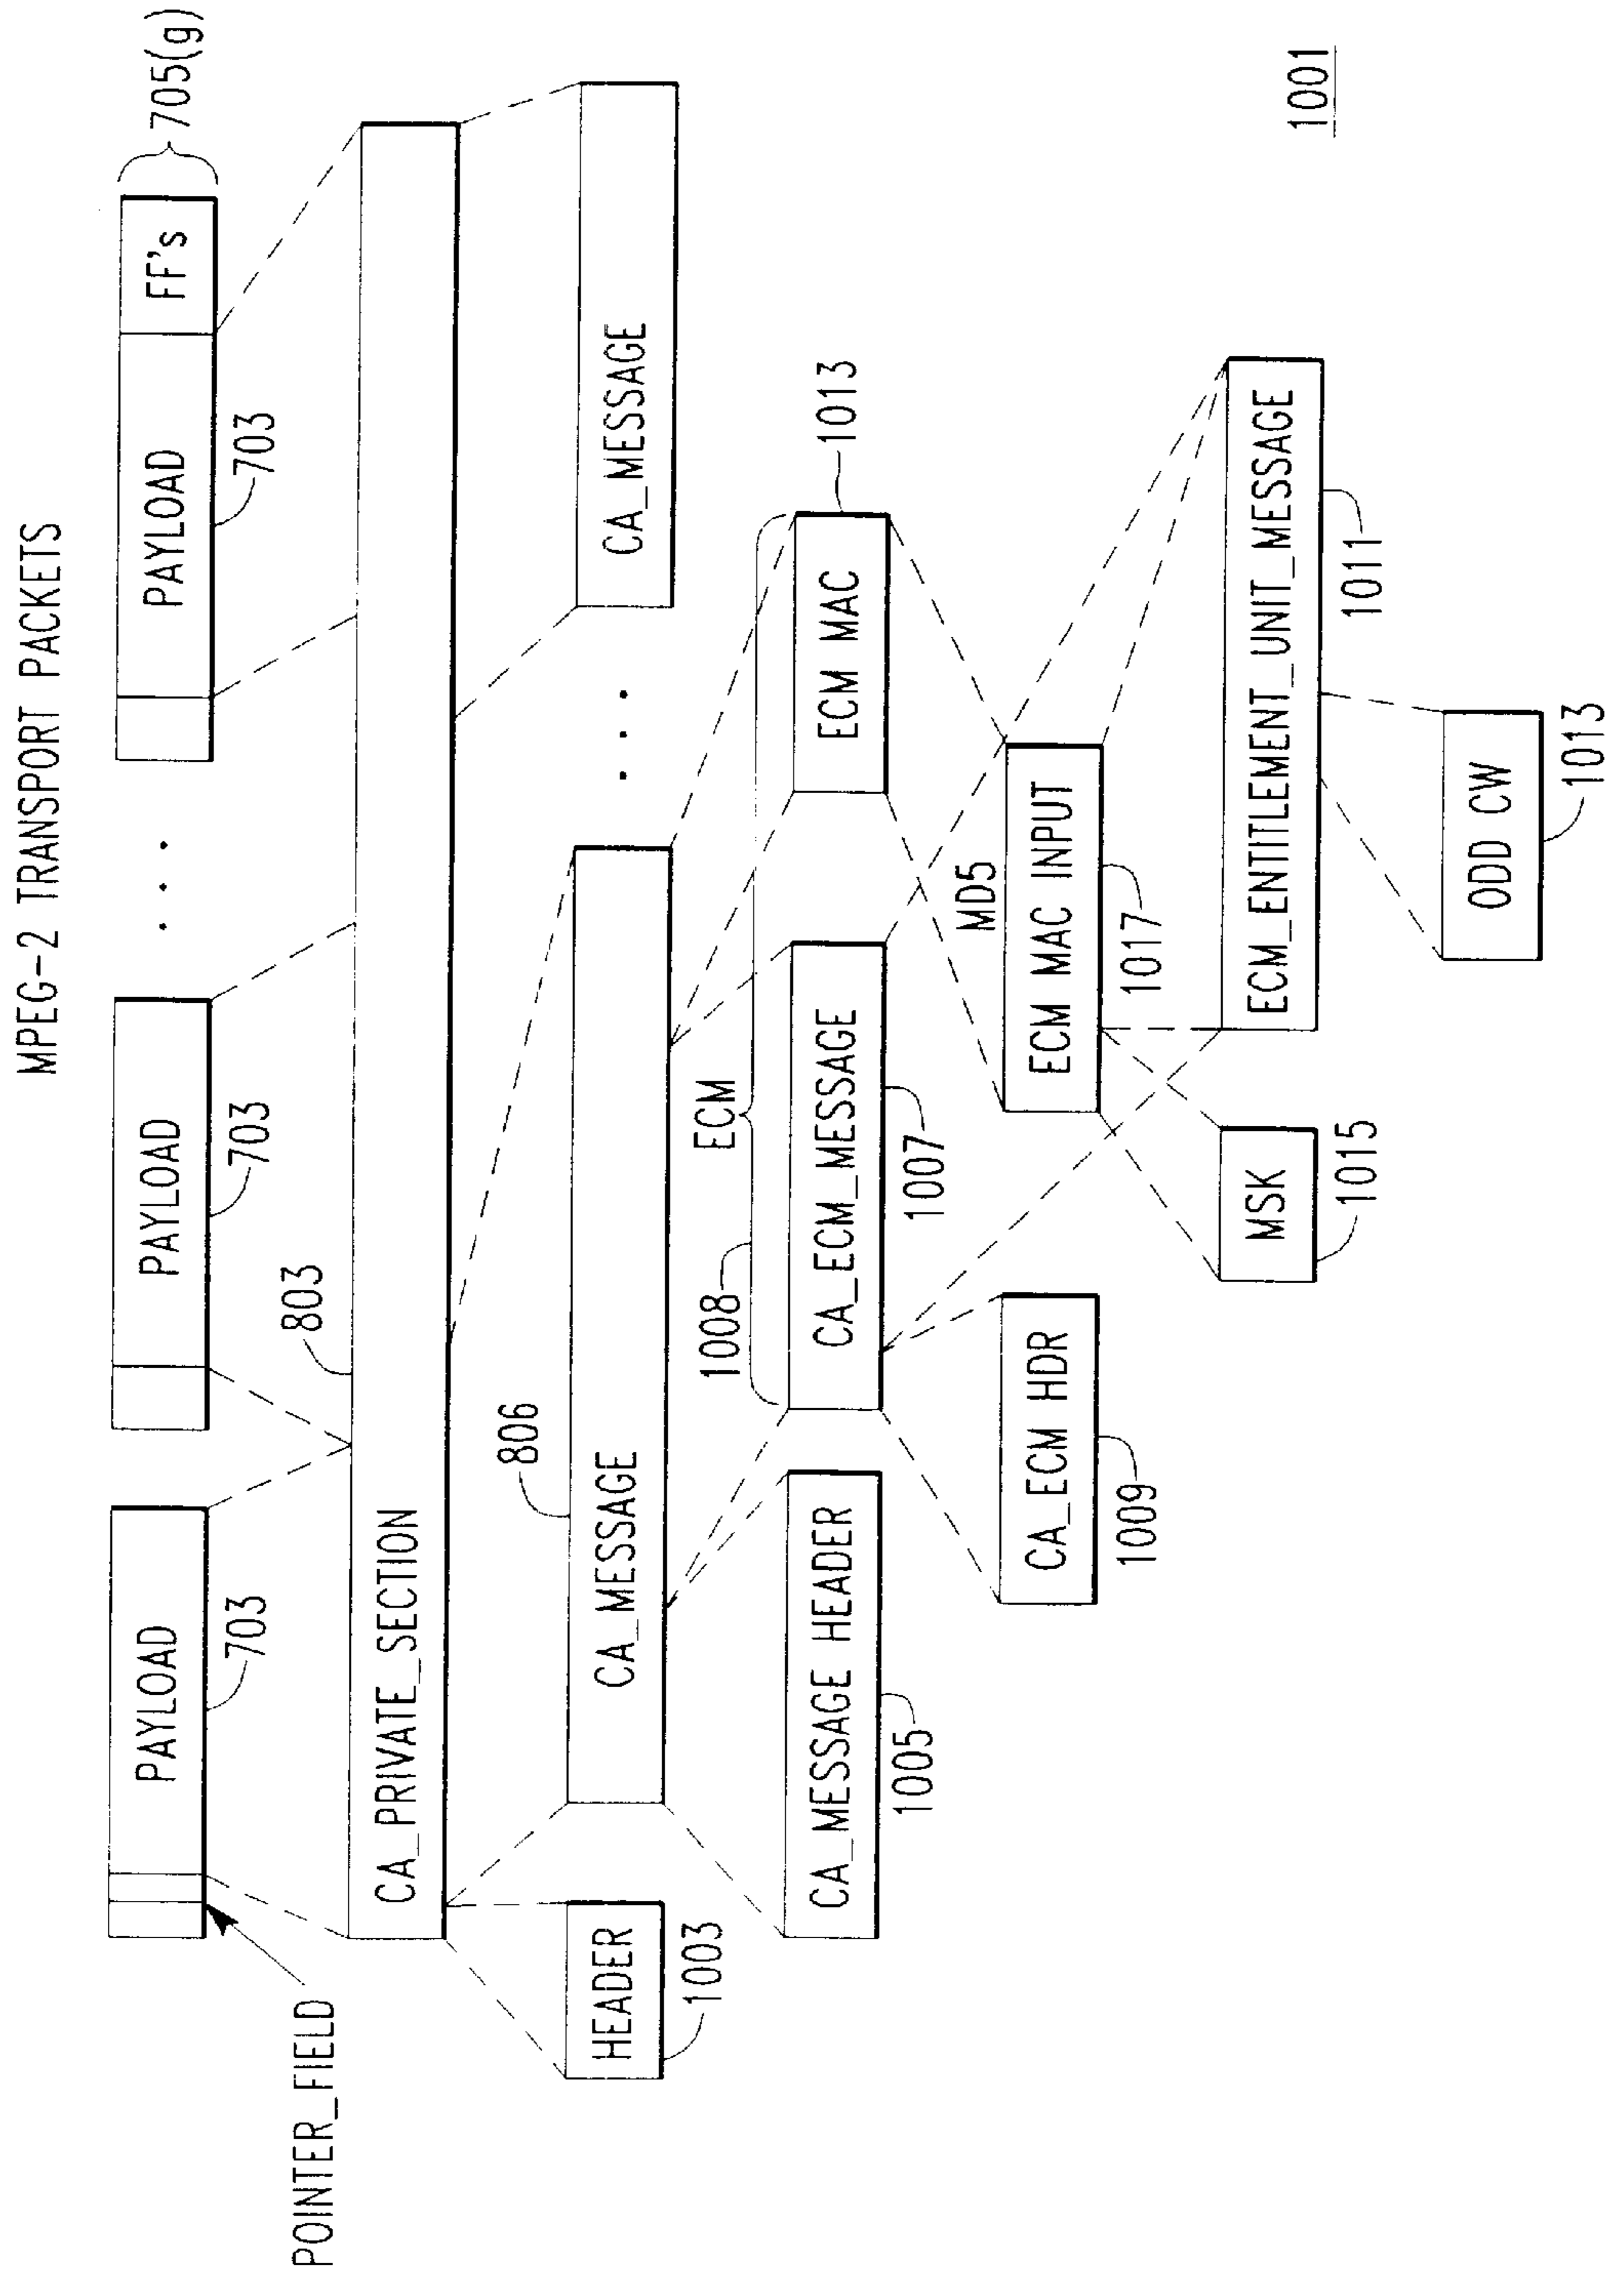 MPEG-2 TRANSPORT PACKETS
POINTER_FIELD
PAYLOAD
703
PAYLOAD
703
. . .
PAYLOAD
703
FF's
705(g)
CA_PRIVATE_SECTION
803
HEADER
1003
CA_MESSAGE
806
. . .
CA_MESSAGE
CA_MESSAGE HEADER
1005
1008
ECM
CA_ECM_MESSAGE
1007
ECM MAC
1013
CA_ECM HDR
1009
MD5
ECM MAC INPUT
1017
MSK
1015
ECM_ENTITLEMENT_UNIT_MESSAGE
1011
ODD CW
1013
1001